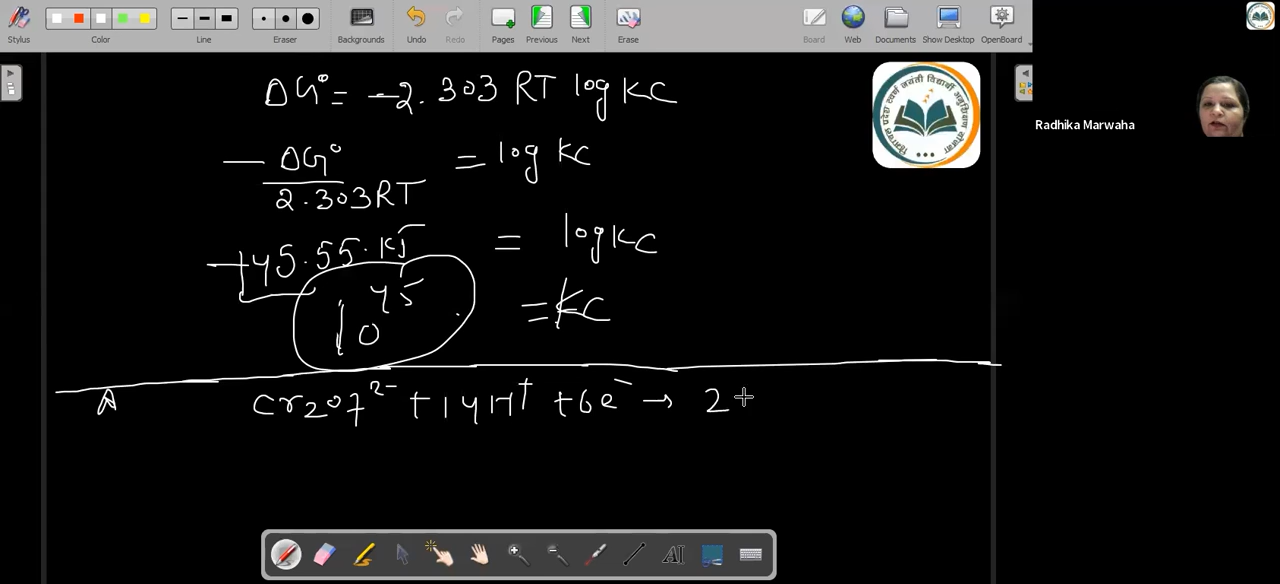 Stylus Color Line Eraser Backgrounds Undo Redo Pages Previous Next Erase Board Web Documents Show Desktop OpenBoard
ΔG° = -2.303 RT log KC
- ΔG° / 2.303RT = log KC
45.55 KJ = log KC
10^45 = KC
A Cr2O7^2- + 14H^+ + 6e^- → 2
Radhika Marwaha
AI